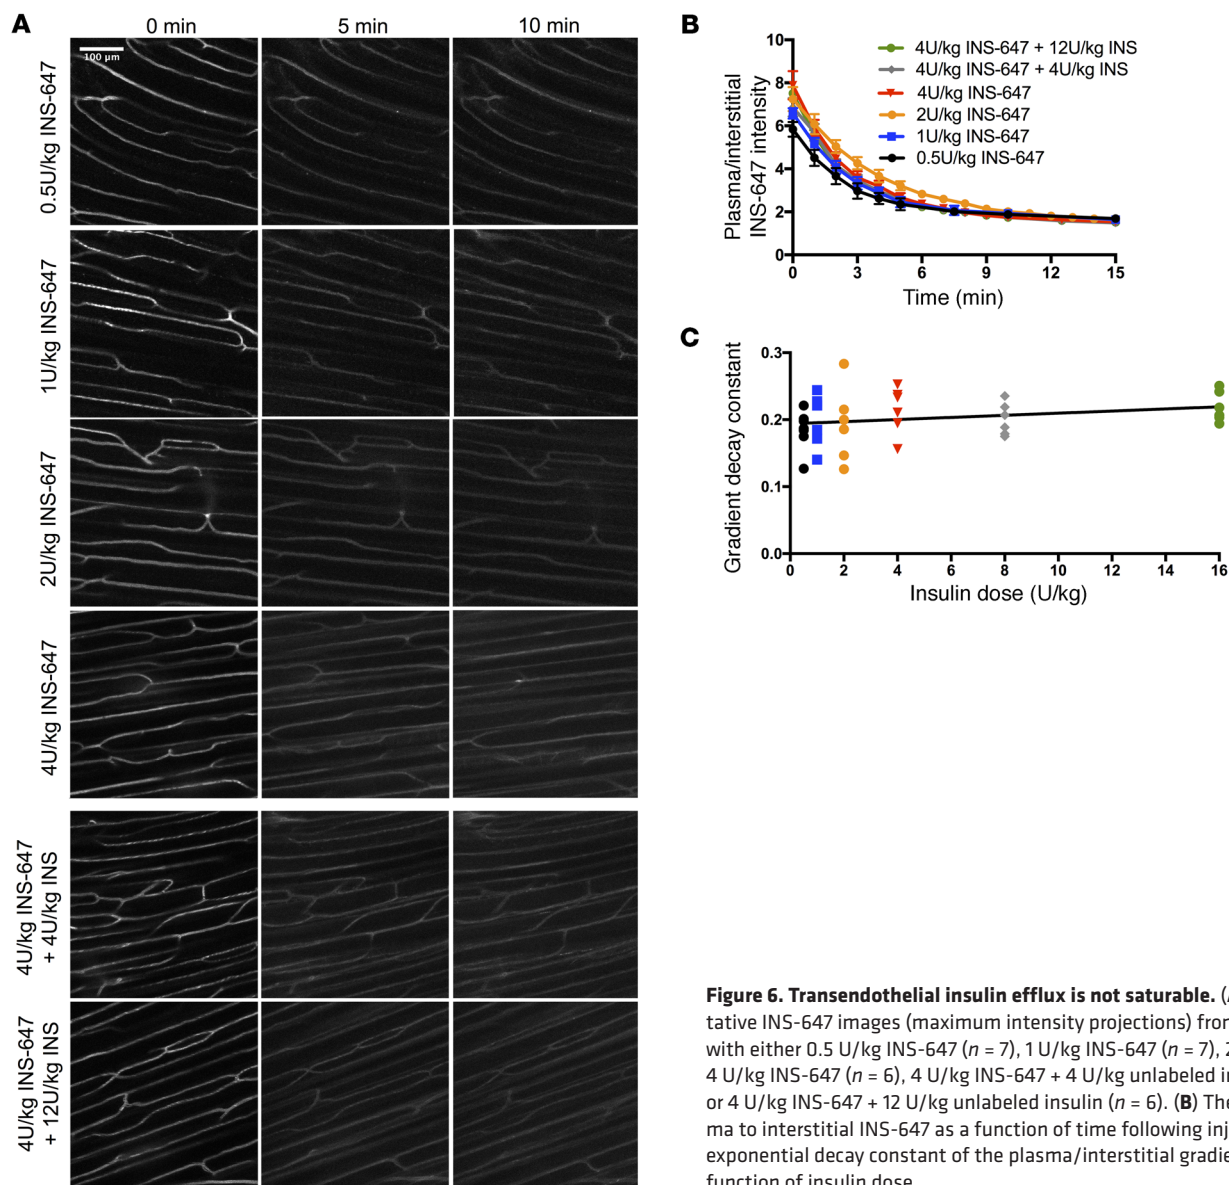 A
0 min
5 min
10 min
100 µm
0.5U/kg INS-647
1U/kg INS-647
2U/kg INS-647
4U/kg INS-647
4U/kg INS-647
+ 4U/kg INS
4U/kg INS-647
+ 12U/kg INS
B
Plasma/interstitial
INS-647 intensity
10
8
6
4
2
0
0 3 6 9 12 15
Time (min)
4U/kg INS-647 + 12U/kg INS
4U/kg INS-647 + 4U/kg INS
4U/kg INS-647
2U/kg INS-647
1U/kg INS-647
0.5U/kg INS-647
C
Gradient decay constant
0.3
0.2
0.1
0.0
0 2 4 6 8 10 12 14 16
Insulin dose (U/kg)
Figure 6. Transendothelial insulin efflux is not saturable. (
tative INS-647 images (maximum intensity projections)
with either 0.5 U/kg INS-647 (n = 7), 1 U/kg INS-647 (n = 7),
4 U/kg INS-647 (n = 6), 4 U/kg INS-647 + 4 U/kg unlabeled
or 4 U/kg INS-647 + 12 U/kg unlabeled insulin (n = 6). (B) The
ma to interstitial INS-647 as a function of time following
exponential decay constant of the plasma/interstitial
function of insulin dose.